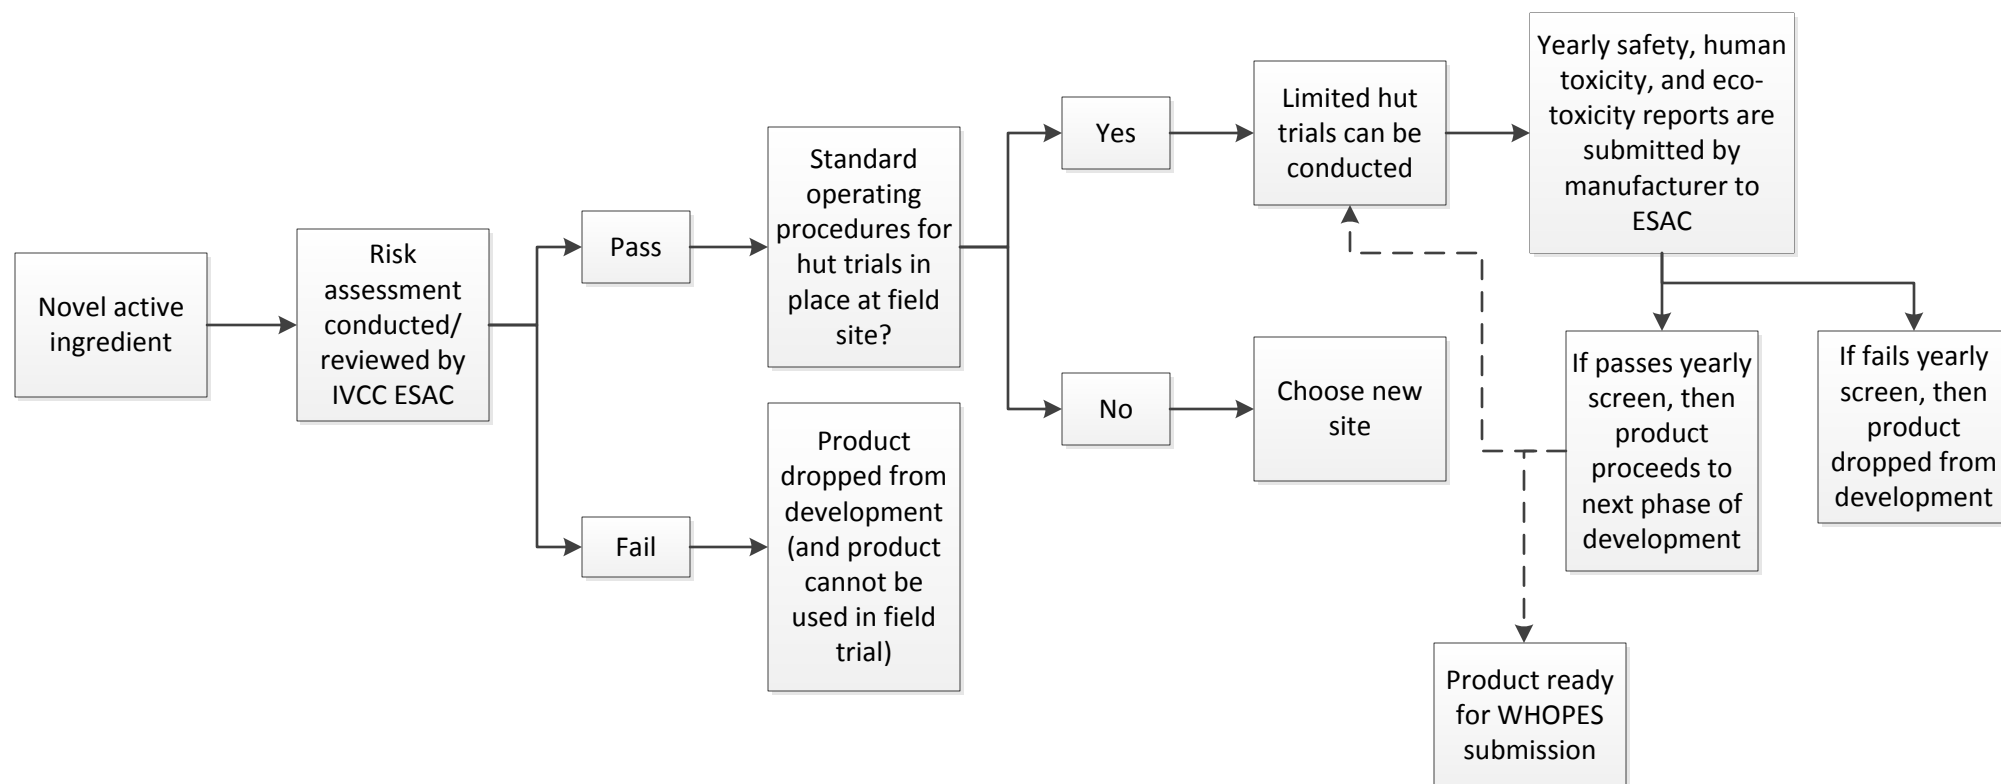 Novel active
ingredient
Risk
assessment
conducted/
reviewed by
IVCC ESAC
Pass
Fail
Standard
operating
procedures for
hut trials in
place at field
site?
Product
dropped from
development
(and product
cannot be
used in field
trial)
Yes
No
Limited hut
trials can be
conducted
Choose new
site
Yearly safety, human
toxicity, and eco-
toxicity reports are
submitted by
manufacturer to
ESAC
If passes yearly
screen, then
product
proceeds to
next phase of
development
If fails yearly
screen, then
product
dropped from
development
Product ready
for WHOPES
submission